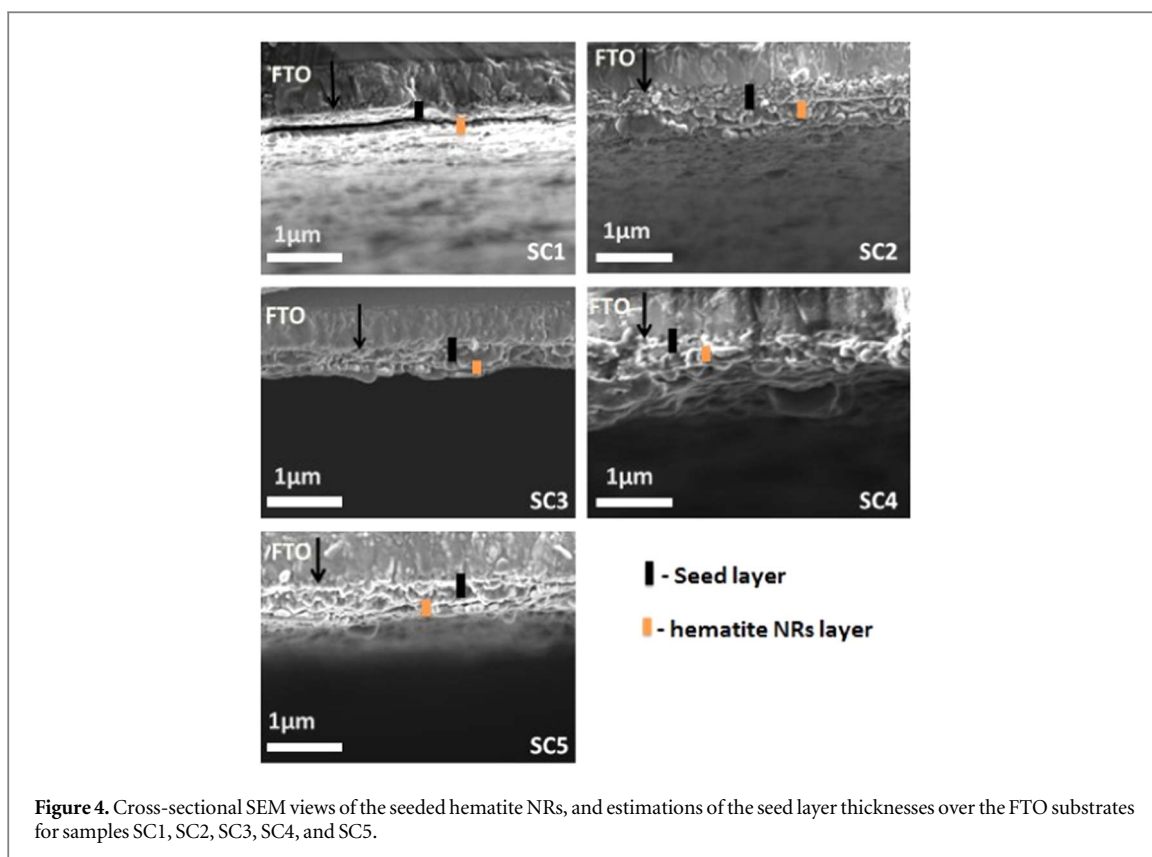 FTO
1µm
SC1
FTO
1µm
SC2
FTO
1µm
SC3
FTO
1µm
SC4
FTO
1µm
SC5
- Seed layer
- hematite NRs layer
Figure 4. Cross-sectional SEM views of the seeded hematite NRs, and estimations of the seed layer thicknesses over the FTO substrates
for samples SC1, SC2, SC3, SC4, and SC5.